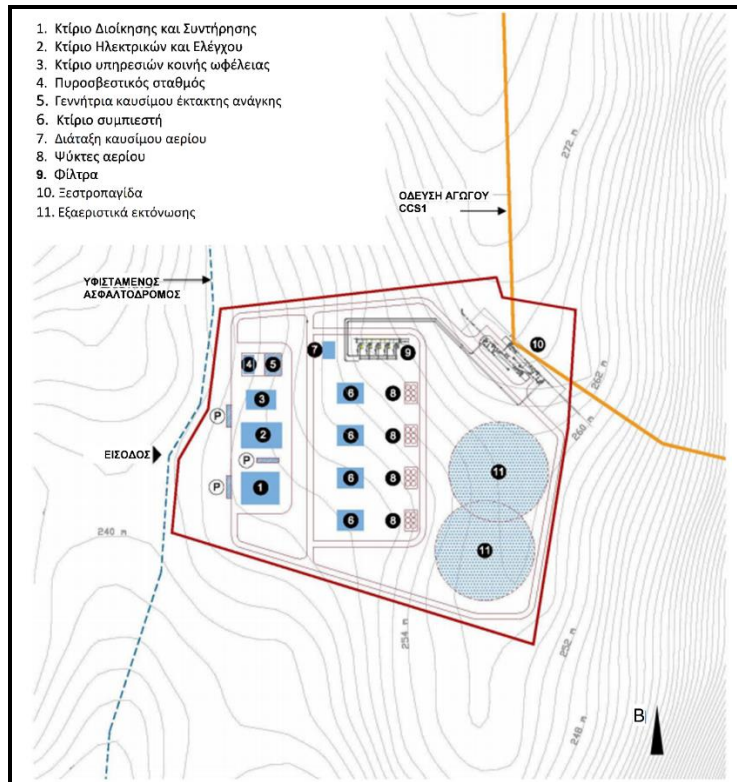 1. Κτίριο Διοίκησης και Συντήρησης
2. Κτίριο Ηλεκτρικών και Ελέγχου
3. Κτίριο υπηρεσιών κοινής ωφέλειας
4. Πυροσβεστικός σταθμός
5. Γεννήτρια καυσίμου έκτακτης ανάγκης
6. Κτίριο συμπιεστή
7. Διάταξη καυσίμου αερίου
8. Ψύκτες αερίου
9. Φίλτρα
10. Ξεστροπαγίδα
11. Εξαεριστικά εκτόνωσης
272 m
ΟΔΕΥΣΗ ΑΓΩΓΟΥ
CCS1
ΥΦΙΣΤΑΜΕΝΟΣ
ΑΣΦΑΛΤΟΔΡΟΜΟΣ
10
7
9
4 5
262 m
3 6 8
P
260 m
2 6 8
ΕΙΣΟΔΟΣ
P
11
P
1 6 8
6 8
240 m
11
254 m
252 m
248 m
Β